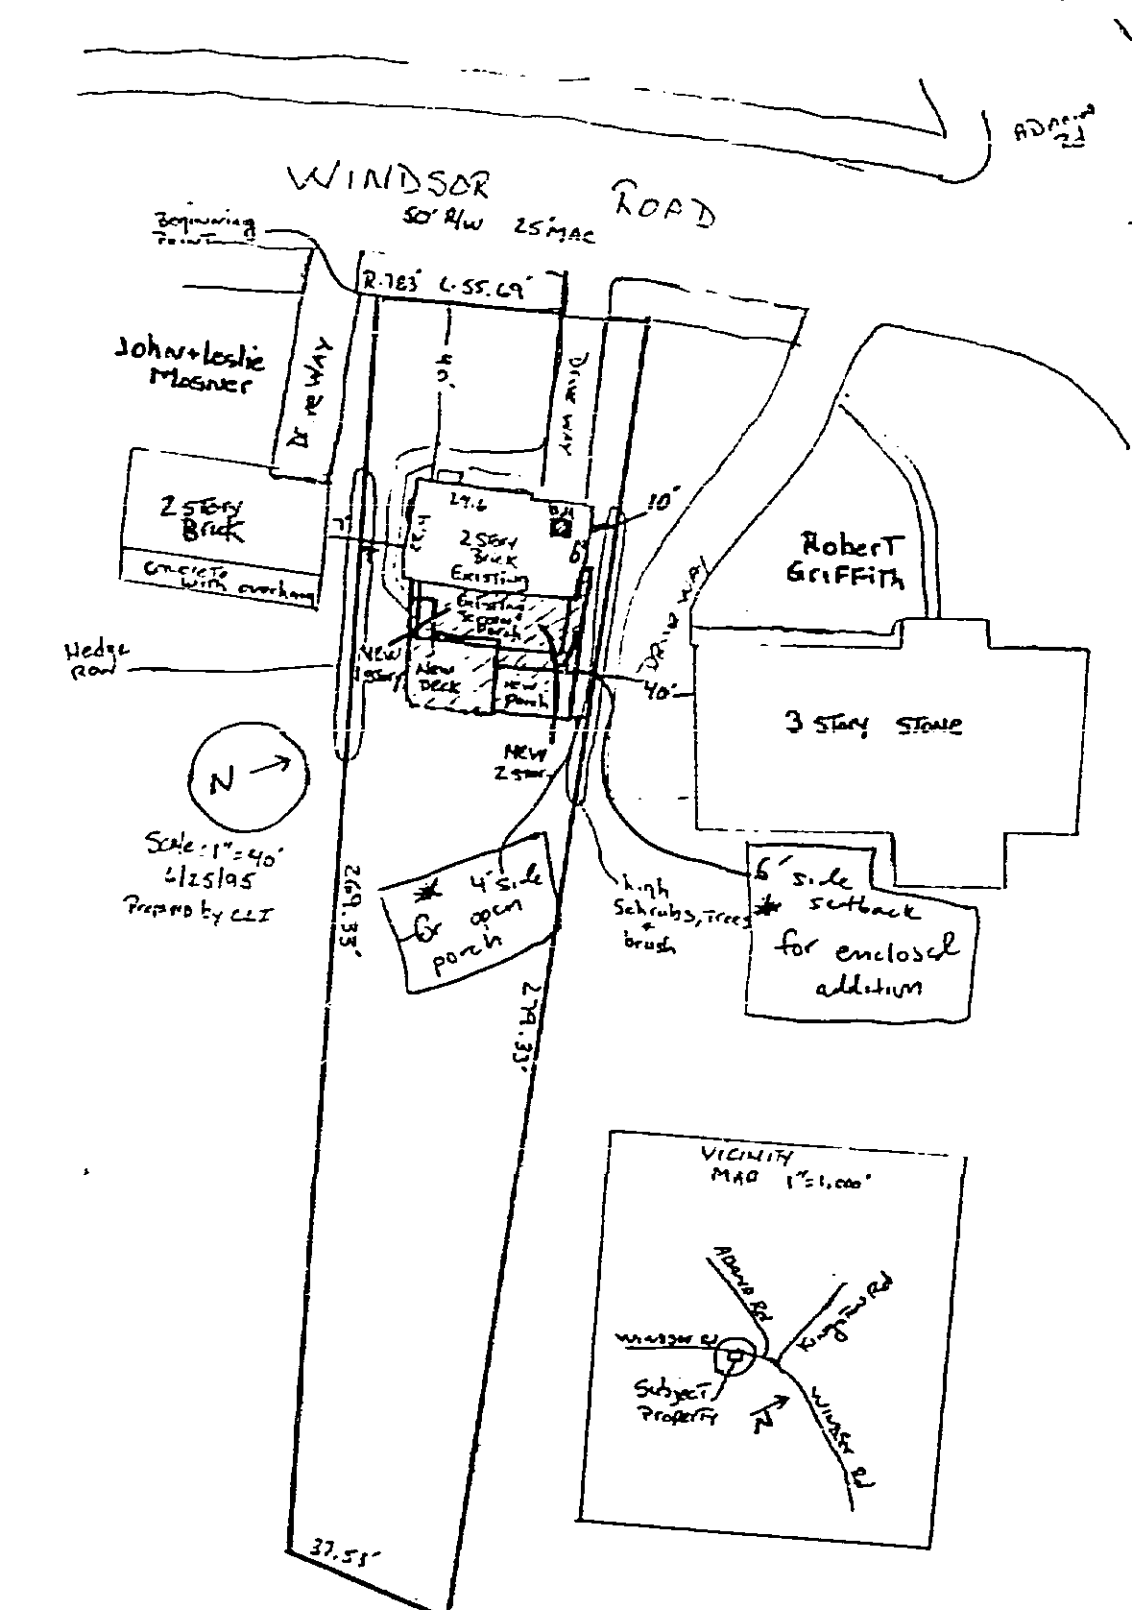 WINDSOR ROAD
50' R/W 25' MAC
Beginning
Point
R.783' L.55.69'
John + Leslie
Mosner
DriveWAY
40'
Drive WAY
2 Story
Brick
concrete
with overhang
7'
29.6
2 Story
Brick
Existing
10'
6'
Existing
Screened
Porch
Robert
Griffith
Drive WAY
Hedge
Row
New
1 Story
New
Deck
New
Porch
40'
3 Story Stone
New
2 Story
N
Scale: 1"=40'
6/25/95
Prepared by CLI
269.33'
* 4' side
for open
porch
high
Schrubs, Trees
+
brush
6' side
* setback
for enclosed
addition
279.33'
37.53'
VICINITY
MAP 1"=1,000'
Windsor Rd
Subject
Property
N
Windsor Rd